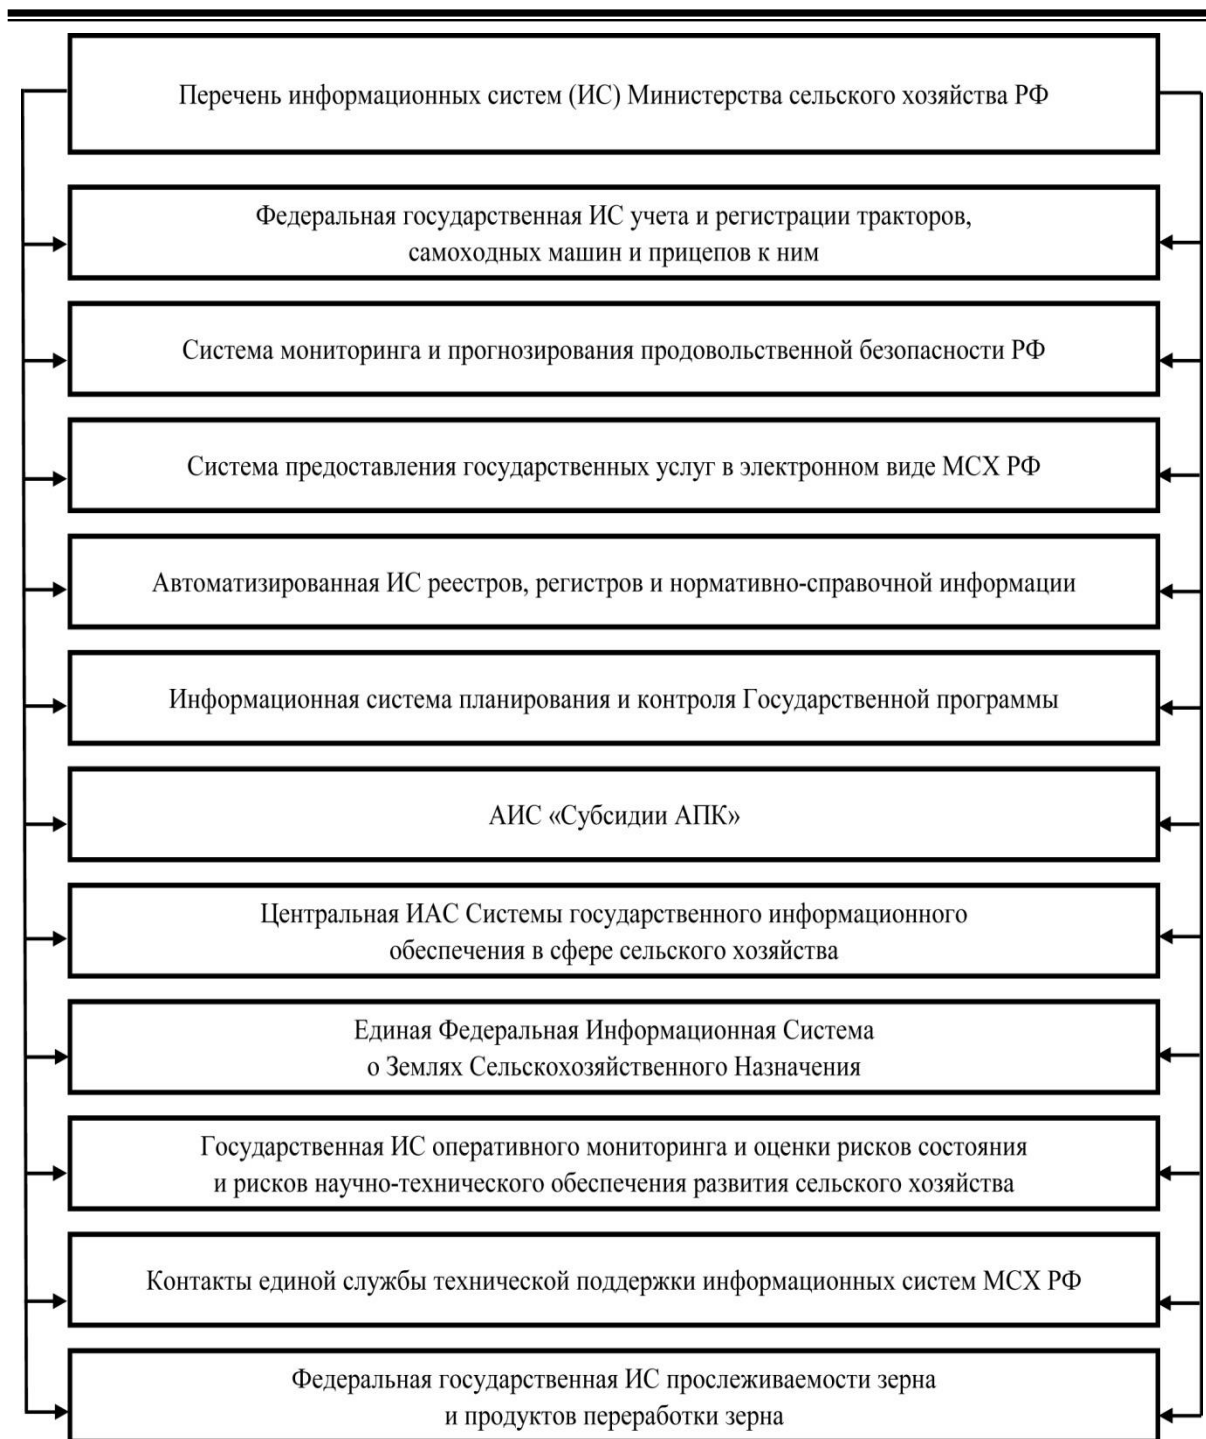 Перечень информационных систем (ИС) Министерства сельского хозяйства РФ
Федеральная государственная ИС учета и регистрации тракторов,
самоходных машин и прицепов к ним
Система мониторинга и прогнозирования продовольственной безопасности РФ
Система предоставления государственных услуг в электронном виде МСХ РФ
Автоматизированная ИС реестров, регистров и нормативно-справочной информации
Информационная система планирования и контроля Государственной программы
АИС «Субсидии АПК»
Центральная ИАС Системы государственного информационного
обеспечения в сфере сельского хозяйства
Единая Федеральная Информационная Система
о Землях Сельскохозяйственного Назначения
Государственная ИС оперативного мониторинга и оценки рисков состояния
и рисков научно-технического обеспечения развития сельского хозяйства
Контакты единой службы технической поддержки информационных систем МСХ РФ
Федеральная государственная ИС прослеживаемости зерна
и продуктов переработки зерна